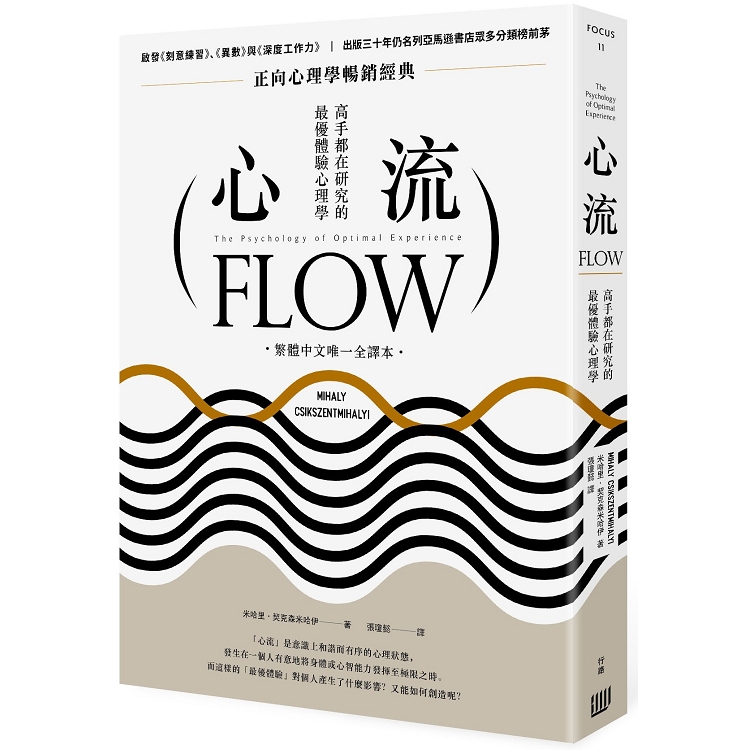 啟發《刻意練習》、《異數》與《深度工作力》 | 出版三十年仍名列亞馬遜書店眾多分類榜前茅
正向心理學暢銷經典
高手都在研究的
最優體驗心理學
心流
The Psychology of Optimal Experience
FLOW
•繁體中文唯一全譯本•
MIHALY
CSIKSZENTMIHALYI
米哈里・契克森米哈伊——著 張瓊懿——譯
「心流」是意識上和諧而有序的心理狀態，
發生在一個人有意地將身體或心智能力發揮至極限之時。
而這樣的「最優體驗」對個人產生了什麼影響？又能如何創造呢？
FOCUS
11
The
Psychology
of Optimal
Experience
心流
FLOW
高手都在研究的
最優體驗心理學
MIHALY CSIKSZENTMIHALYI
米哈里・契克森米哈伊 著
張瓊懿 譯
行路